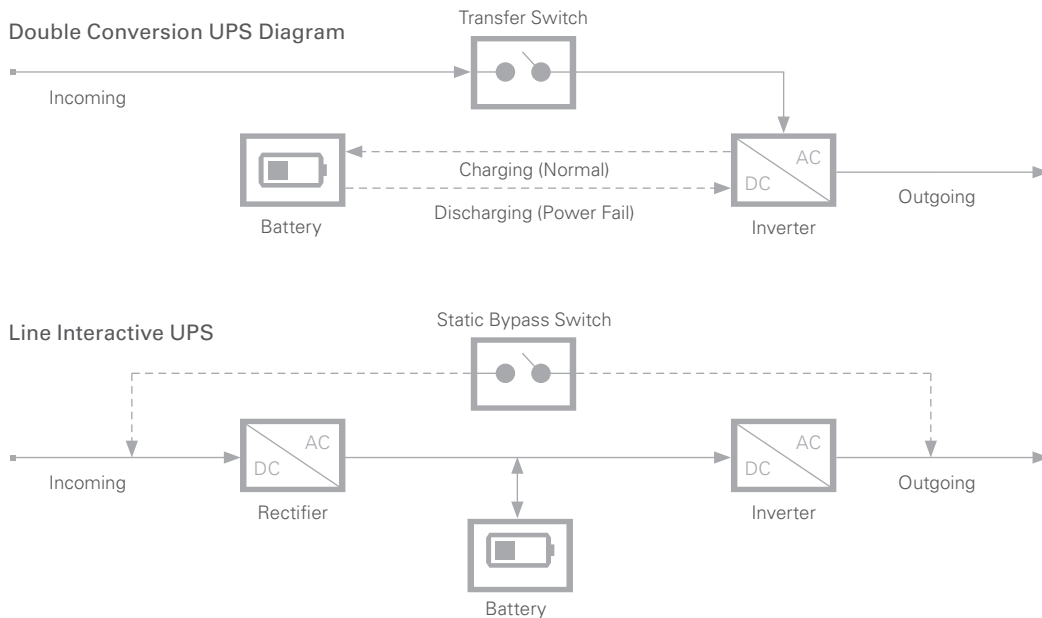 Double Conversion UPS Diagram
Transfer Switch
Incoming
Charging (Normal)
Discharging (Power Fail)
Battery
AC
DC
Inverter
Outgoing
Line Interactive UPS
Static Bypass Switch
Incoming
AC
DC
Rectifier
Battery
AC
DC
Inverter
Outgoing